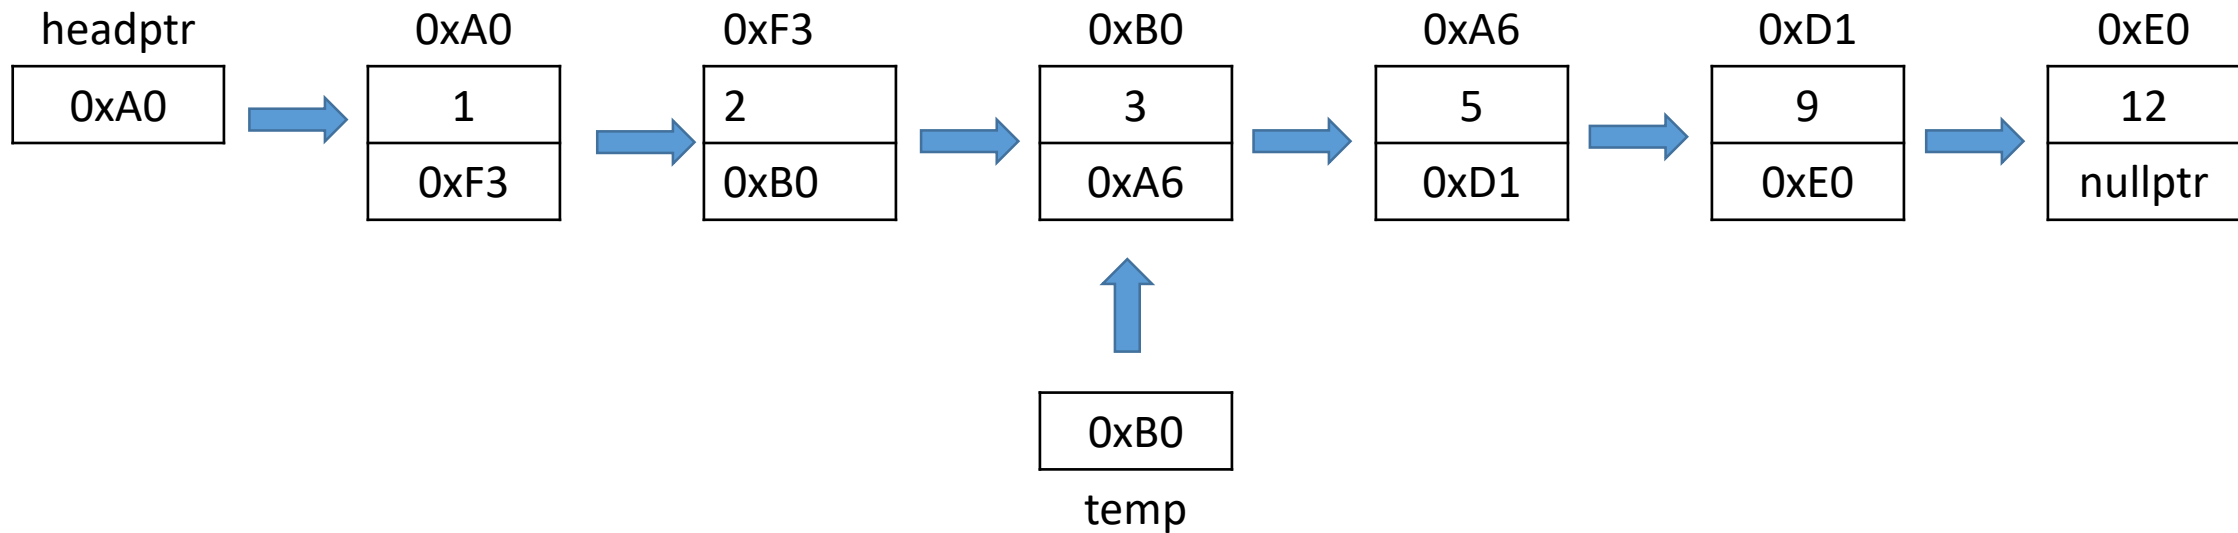 headptr 0xA0 0xF3 0xB0 0xA6 0xD1 0xE0
0xA0 1 2 3 5 9 12
0xF3 0xB0 0xA6 0xD1 0xE0 nullptr
0xB0
temp